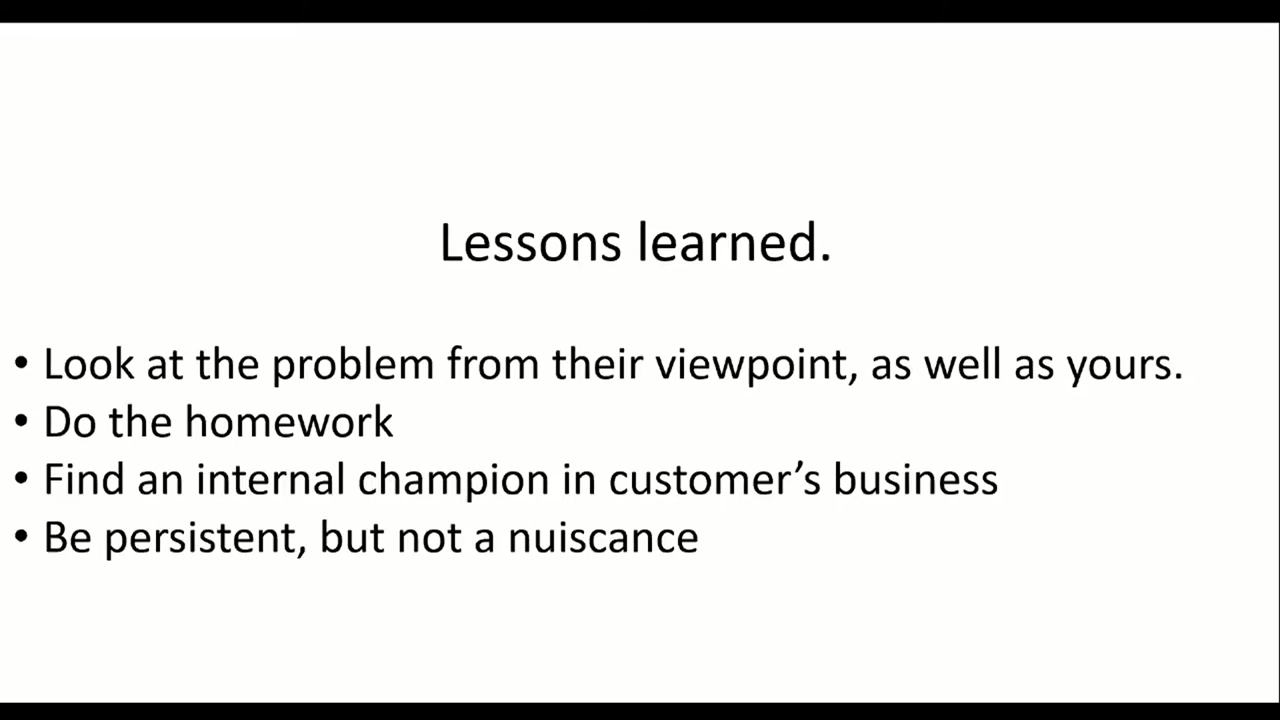 Lessons learned.
• Look at the problem from their viewpoint, as well as yours.
• Do the homework
• Find an internal champion in customer’s business
• Be persistent, but not a nuiscance